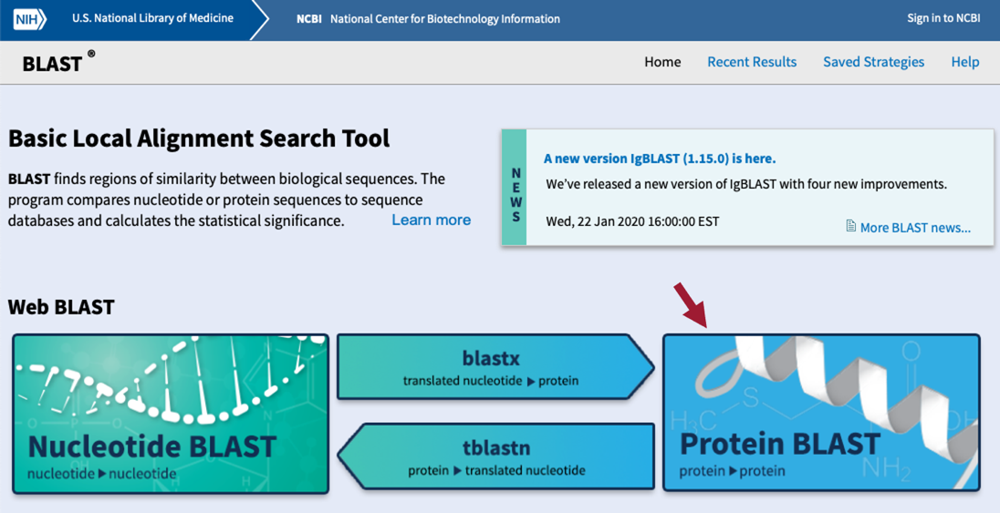 NIH U.S. National Library of Medicine NCBI National Center for Biotechnology Information Sign in to NCBI
BLAST ® Home Recent Results Saved Strategies Help
Basic Local Alignment Search Tool
BLAST finds regions of similarity between biological sequences. The
program compares nucleotide or protein sequences to sequence
databases and calculates the statistical significance. Learn more
NEWS
A new version IgBLAST (1.15.0) is here.
We've released a new version of IgBLAST with four new improvements.
Wed, 22 Jan 2020 16:00:00 EST
More BLAST news...
Web BLAST
Nucleotide BLAST
nucleotide ▶ nucleotide
blastx
translated nucleotide ▶ protein
tblastn
protein ▶ translated nucleotide
O
S
H₃C
OH
NH₂
Protein BLAST
protein ▶ protein